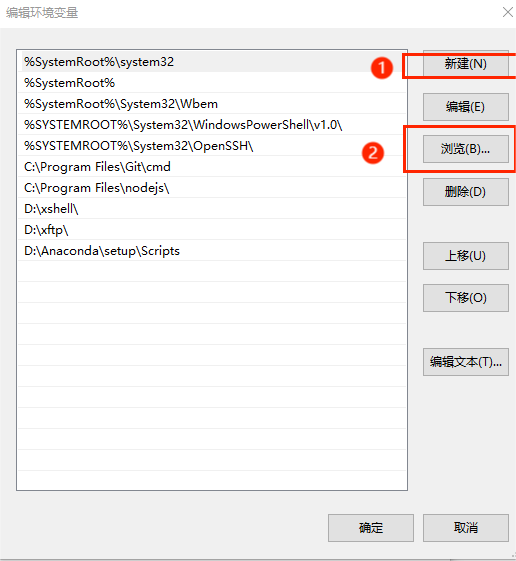 编辑环境变量
%SystemRoot%\system32
%SystemRoot%
%SystemRoot%\System32\Wbem
%SYSTEMROOT%\System32\WindowsPowerShell\v1.0\
%SYSTEMROOT%\System32\OpenSSH\
C:\Program Files\Git\cmd
C:\Program Files\nodejs\
D:\xshell\
D:\xftp\
D:\Anaconda\setup\Scripts
1
新建(N)
编辑(E)
2
浏览(B)...
删除(D)
上移(U)
下移(O)
编辑文本(T)...
确定
取消